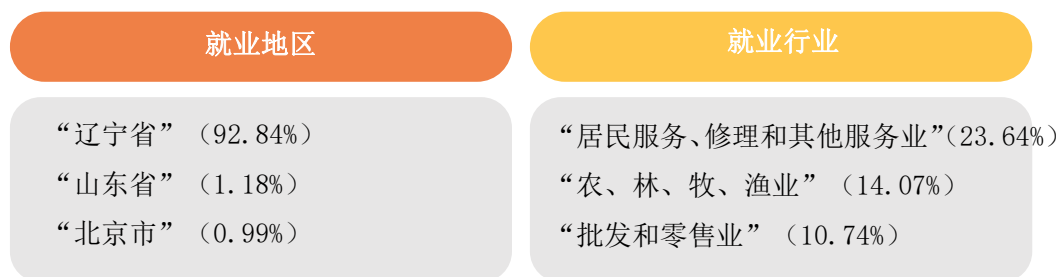 就业地区
“辽宁省”（92.84%）
“山东省”（1.18%）
“北京市”（0.99%）
就业行业
“居民服务、修理和其他服务业”（23.64%）
“农、林、牧、渔业”（14.07%）
“批发和零售业”（10.74%）